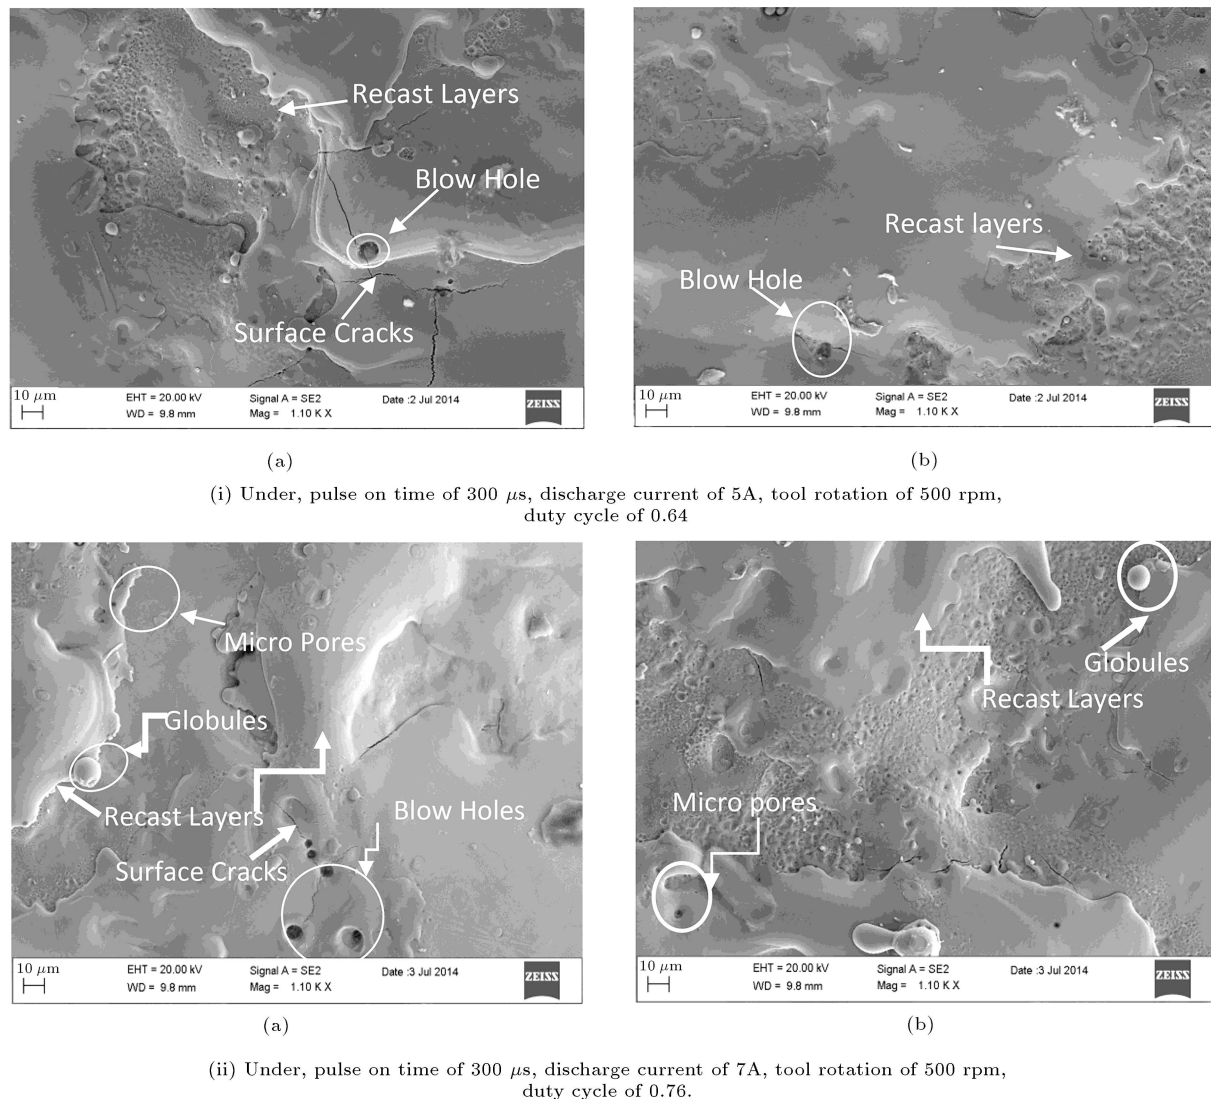 Recast Layers
Blow Hole
Surface Cracks
10 μm
EHT = 20.00 kV
WD = 9.8 mm
Signal A = SE2
Mag = 1.10 K X
Date :2 Jul 2014
ZEISS
(a)
Recast layers
Blow Hole
10 μm
EHT = 20.00 kV
WD = 9.8 mm
Signal A = SE2
Mag = 1.10 K X
Date :2 Jul 2014
ZEISS
(b)
(i) Under, pulse on time of 300 μs, discharge current of 5A, tool rotation of 500 rpm,
duty cycle of 0.64
Micro Pores
Globules
Recast Layers
Blow Holes
Surface Cracks
10 μm
EHT = 20.00 kV
WD = 9.8 mm
Signal A = SE2
Mag = 1.10 K X
Date :3 Jul 2014
ZEISS
(a)
Globules
Recast Layers
Micro pores
10 μm
EHT = 20.00 kV
WD = 9.8 mm
Signal A = SE2
Mag = 1.10 K X
Date :3 Jul 2014
ZEISS
(b)
(ii) Under, pulse on time of 300 μs, discharge current of 7A, tool rotation of 500 rpm,
duty cycle of 0.76.